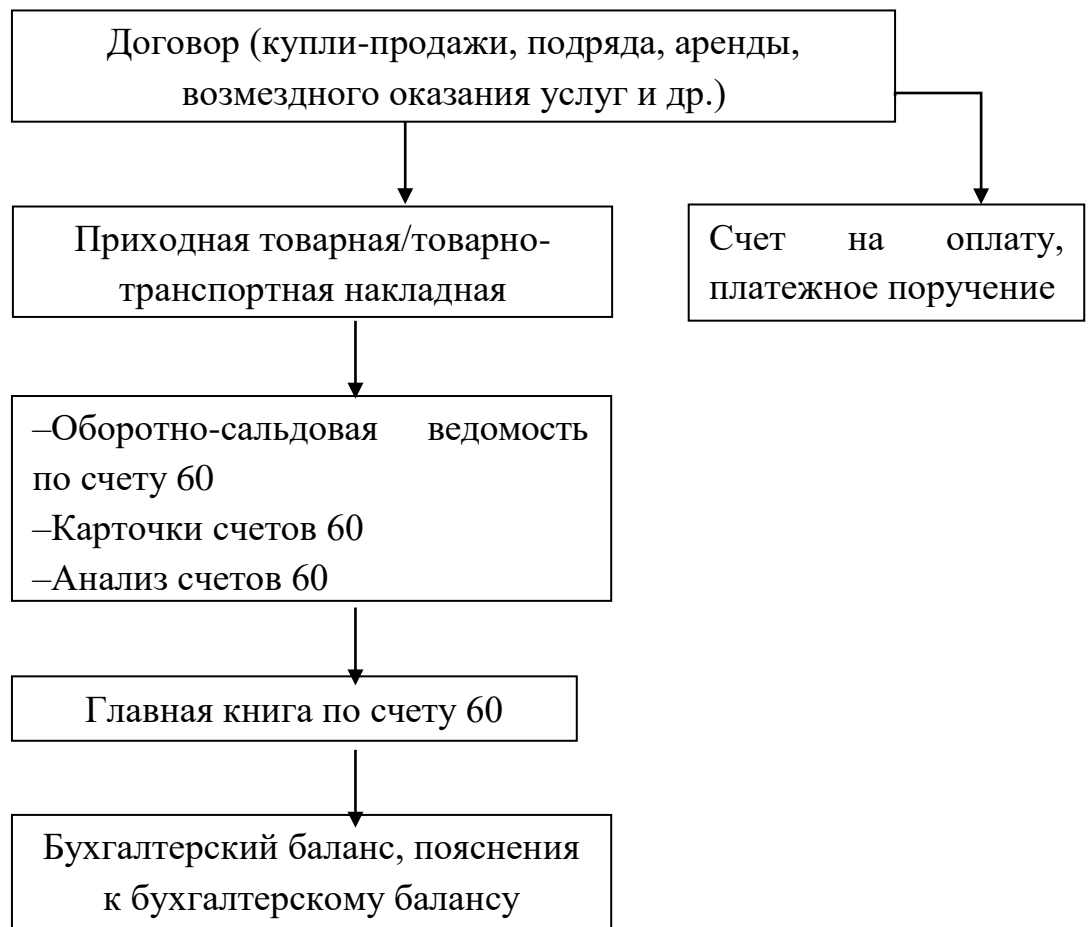 Договор (купли-продажи, подряда, аренды,
возмездного оказания услуг и др.)
Приходная товарная/товарно-
транспортная накладная
Счет на оплату,
платежное поручение
–Оборотно-сальдовая ведомость
по счету 60
–Карточки счетов 60
–Анализ счетов 60
Главная книга по счету 60
Бухгалтерский баланс, пояснения
к бухгалтерскому балансу